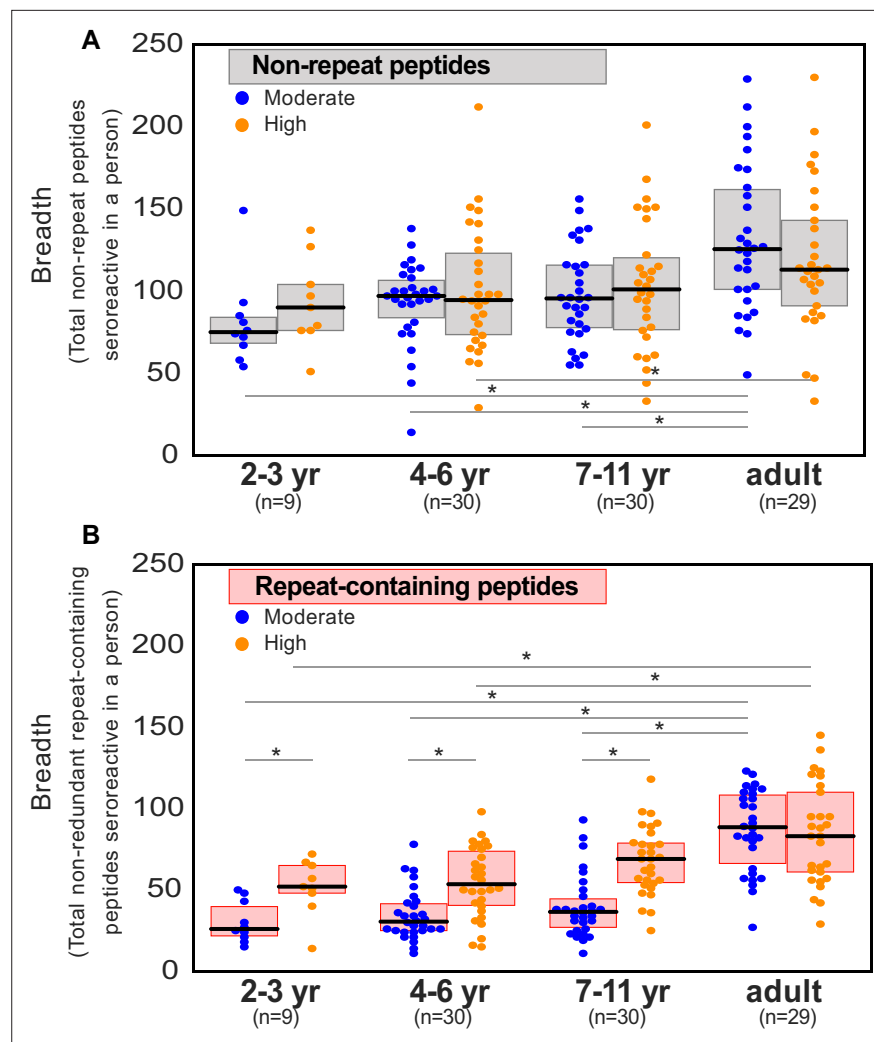 A
250
200
150
100
50
0
Breadth
(Total non-repeat peptides
seroreactive in a person)
Non-repeat peptides
Moderate
High
*
*
*
*
2-3 yr 4-6 yr 7-11 yr adult
(n=9) (n=30) (n=30) (n=29)
B
250
200
150
100
50
0
Breadth
(Total non-redundant repeat-containing
peptides seroreactive in a person)
Repeat-containing peptides
Moderate
High
*
*
*
*
*
* * *
2-3 yr 4-6 yr 7-11 yr adult
(n=9) (n=30) (n=30) (n=29)